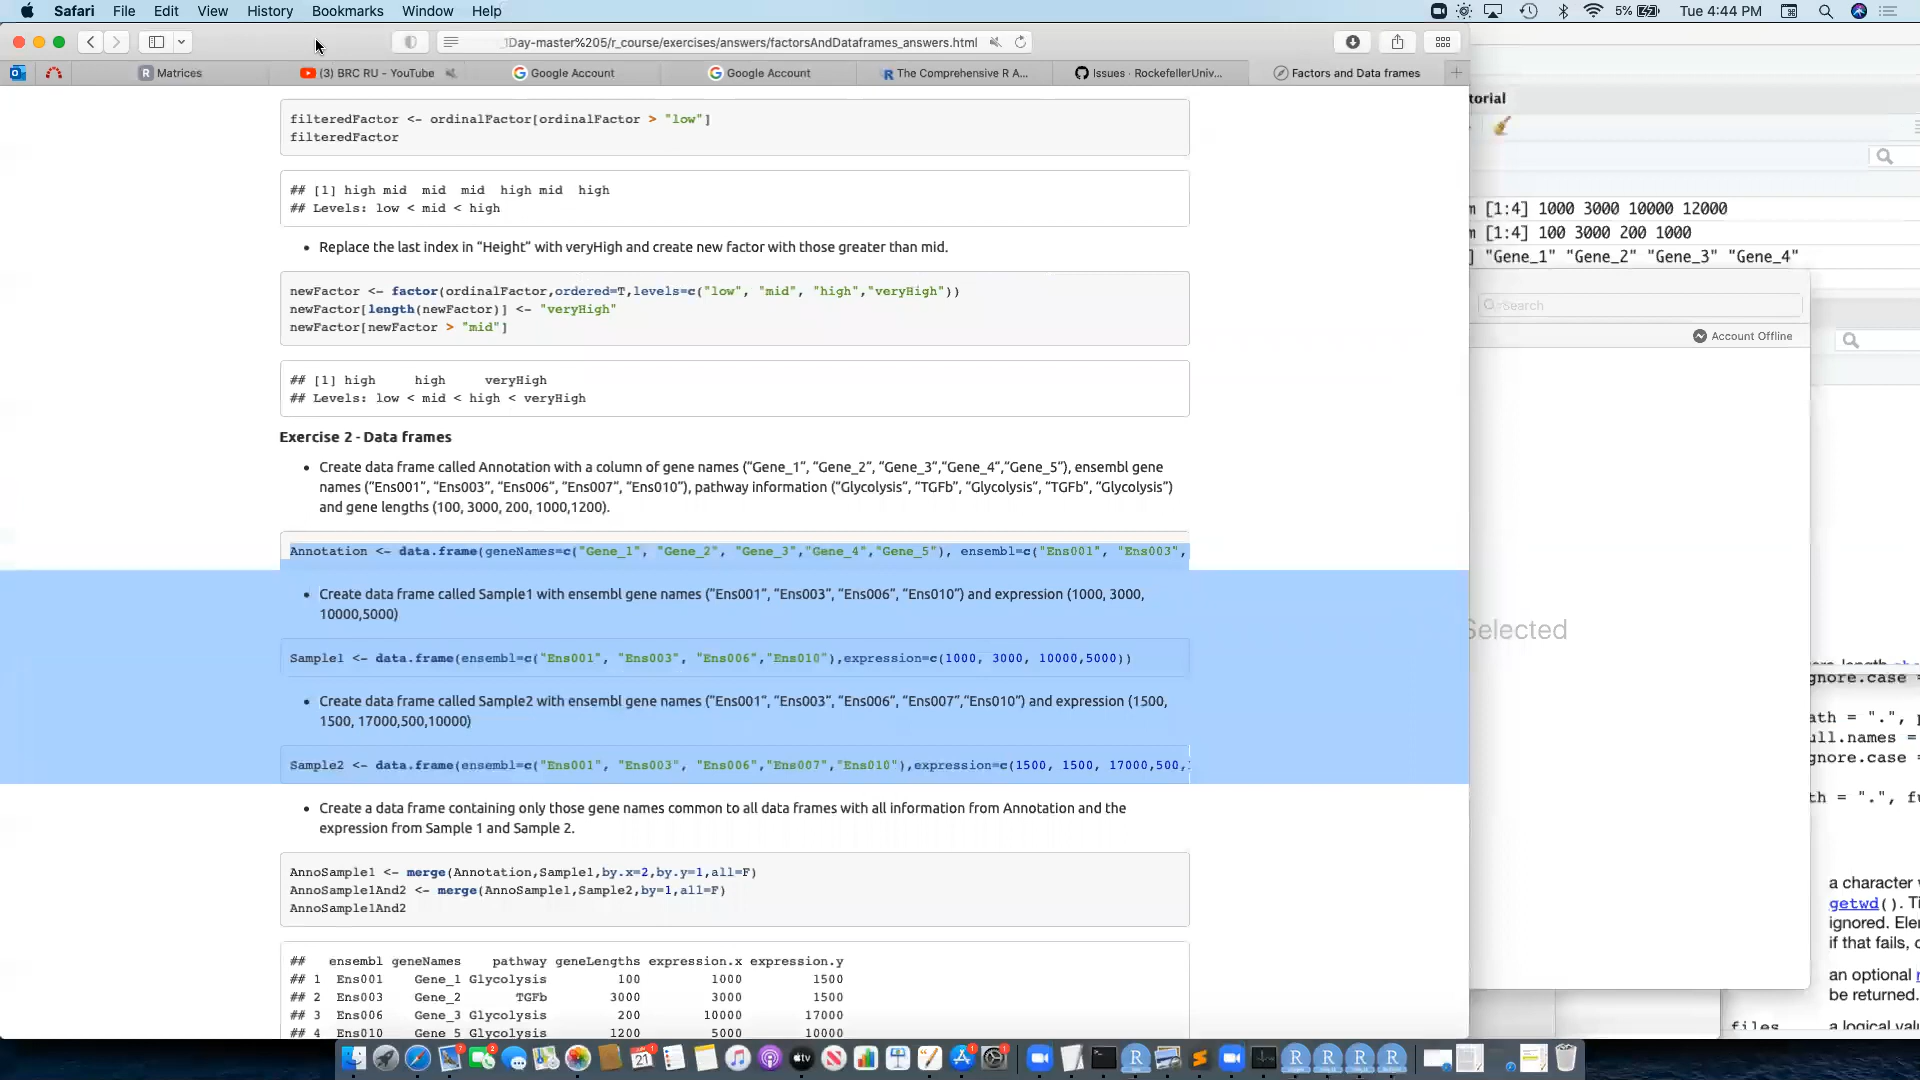 Safari File Edit View History Bookmarks Window Help
5% Tue 4:44 PM
1Day-master%205/r_course/exercises/answers/factorsAndDataframes_answers.html
Matrices
(3) BRC RU - YouTube
Google Account
Google Account
The Comprehensive R A...
Issues · RockefellerUniv...
Factors and Data frames
filteredFactor <- ordinalFactor[ordinalFactor > "low"]
filteredFactor
## [1] high mid  mid  mid  high mid  high
## Levels: low < mid < high
• Replace the last index in “Height” with veryHigh and create new factor with those greater than mid.
newFactor <- factor(ordinalFactor,ordered=T,levels=c("low", "mid", "high","veryHigh"))
newFactor[length(newFactor)] <- "veryHigh"
newFactor[newFactor > "mid"]
## [1] high     high     veryHigh
## Levels: low < mid < high < veryHigh
Exercise 2 - Data frames
• Create data frame called Annotation with a column of gene names (“Gene_1”, “Gene_2”, “Gene_3”,“Gene_4”,“Gene_5”), ensembl gene
names (“Ens001”, “Ens003”, “Ens006”, “Ens007”, “Ens010”), pathway information (“Glycolysis”, “TGFb”, “Glycolysis”, “TGFb”, “Glycolysis”)
and gene lengths (100, 3000, 200, 1000,1200).
Annotation <- data.frame(geneNames=c("Gene_1", "Gene_2", "Gene_3","Gene_4","Gene_5"), ensembl=c("Ens001", "Ens003",
• Create data frame called Sample1 with ensembl gene names (“Ens001”, “Ens003”, “Ens006”, “Ens010”) and expression (1000, 3000,
10000,5000)
Sample1 <- data.frame(ensembl=c("Ens001", "Ens003", "Ens006","Ens010"),expression=c(1000, 3000, 10000,5000))
• Create data frame called Sample2 with ensembl gene names (“Ens001”, “Ens003”, “Ens006”, “Ens007”,“Ens010”) and expression (1500,
1500, 17000,500,10000)
Sample2 <- data.frame(ensembl=c("Ens001", "Ens003", "Ens006","Ens007","Ens010"),expression=c(1500, 1500, 17000,500,
• Create a data frame containing only those gene names common to all data frames with all information from Annotation and the
expression from Sample 1 and Sample 2.
AnnoSample1 <- merge(Annotation,Sample1,by.x=2,by.y=1,all=F)
AnnoSample1And2 <- merge(AnnoSample1,Sample2,by=1,all=F)
AnnoSample1And2
##   ensembl geneNames    pathway geneLengths expression.x expression.y
## 1  Ens001    Gene_1 Glycolysis         100         1000         1500
## 2  Ens003    Gene_2       TGFb        3000         3000         1500
## 3  Ens006    Gene_3 Glycolysis         200        10000        17000
## 4  Ens010    Gene_5 Glycolysis        1200         5000        10000
torial
m [1:4] 1000 3000 10000 12000
m [1:4] 100 3000 200 1000
] "Gene_1" "Gene_2" "Gene_3" "Gene_4"
Search
Account Offline
Selected
gnore.case =
ath = ".",
ull.names =
gnore.case =
th = ".",
a character
getwd().
ignored.
if that fails,
an optional
be returned.
files
a logical